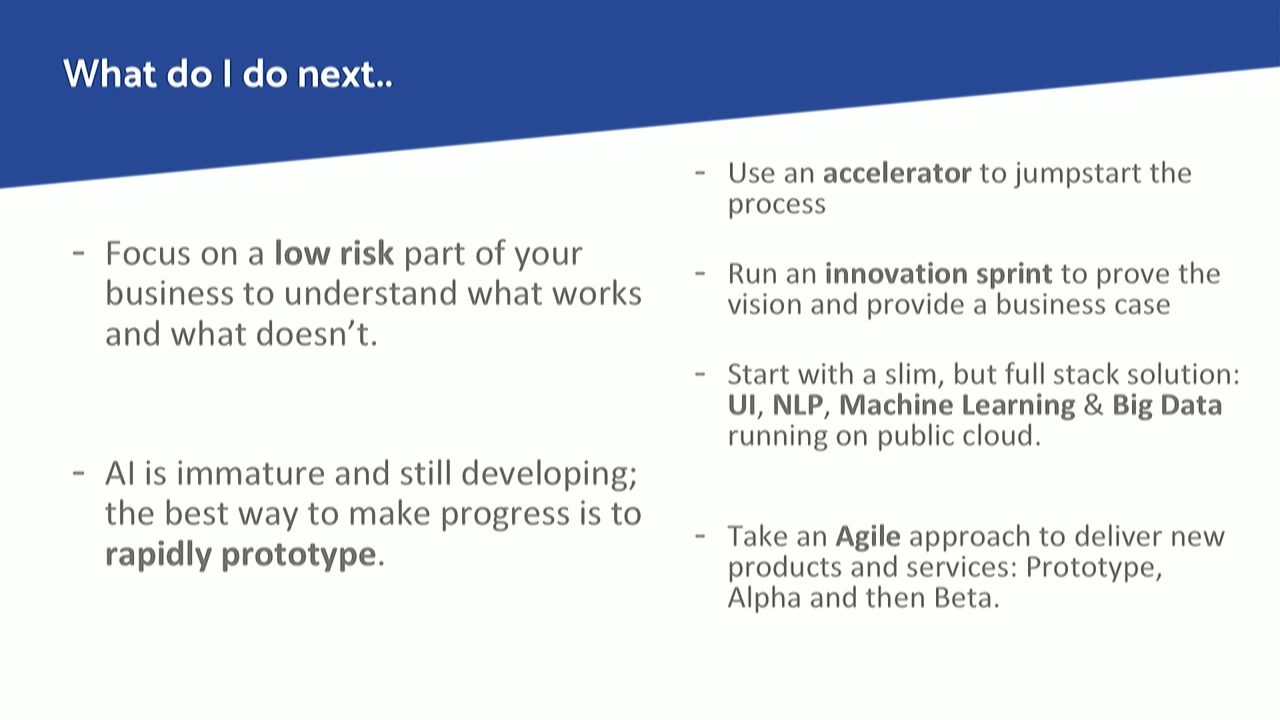 What do I do next..
- Focus on a low risk part of your
business to understand what works
and what doesn’t.
- AI is immature and still developing;
the best way to make progress is to
rapidly prototype.
- Use an accelerator to jumpstart the
process
- Run an innovation sprint to prove the
vision and provide a business case
- Start with a slim, but full stack solution:
UI, NLP, Machine Learning & Big Data
running on public cloud.
- Take an Agile approach to deliver new
products and services: Prototype,
Alpha and then Beta.